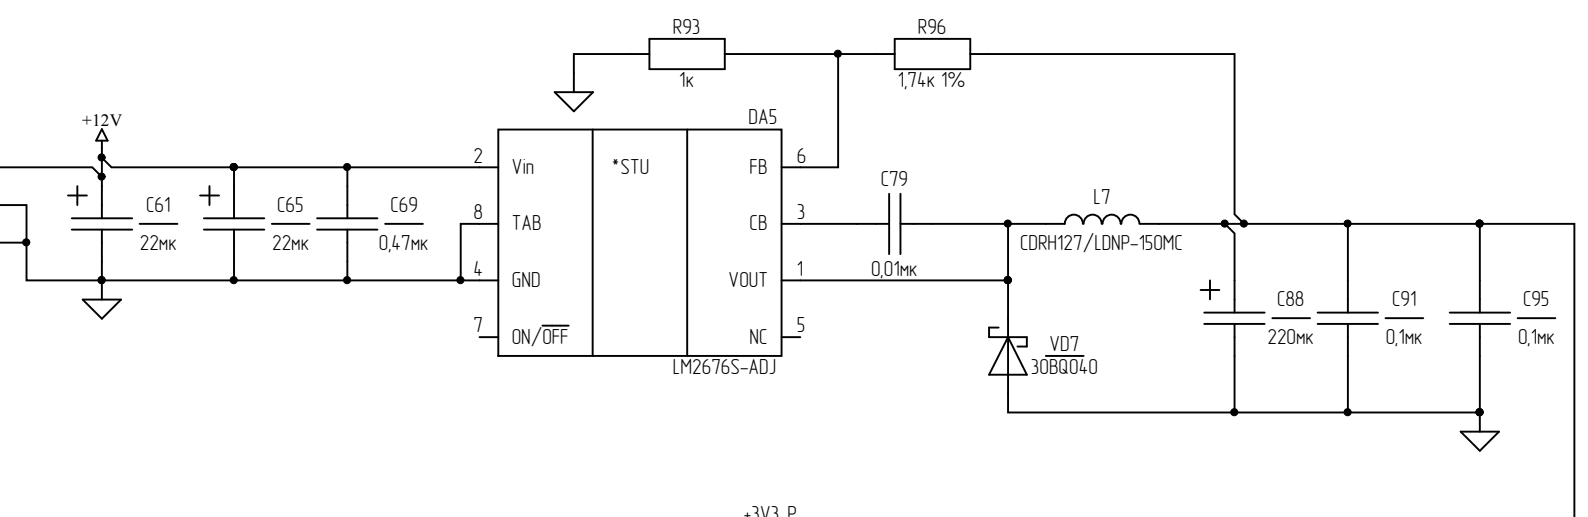 R93
1к
R96
1,74к 1%
+12V
DA5
2
Vin
*STU
FB
6
C61
22мк
C65
22мк
C69
0,47мк
8
TAB
CB
3
C79
0,01мк
L7
CDRH127/LDNP-150MC
4
GND
VOUT
1
7
ON/OFF
NC
5
LM2676S-ADJ
VD7
30BQ040
C88
220мк
C91
0,1мк
C95
0,1мк
+3V3_P